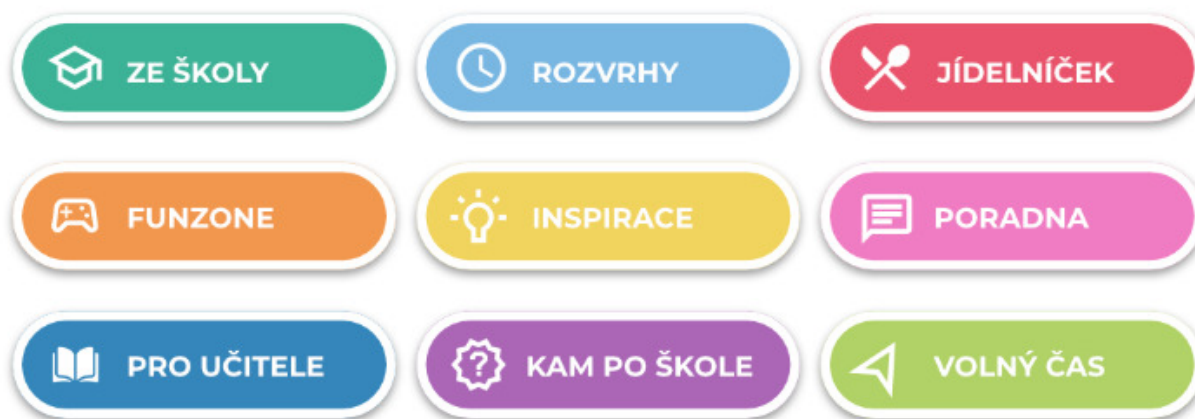 ZE ŠKOLY
ROZVRHY
JÍDELNÍČEK
FUNZONE
INSPIRACE
PORADNA
PRO UČITELE
KAM PO ŠKOLE
VOLNÝ ČAS